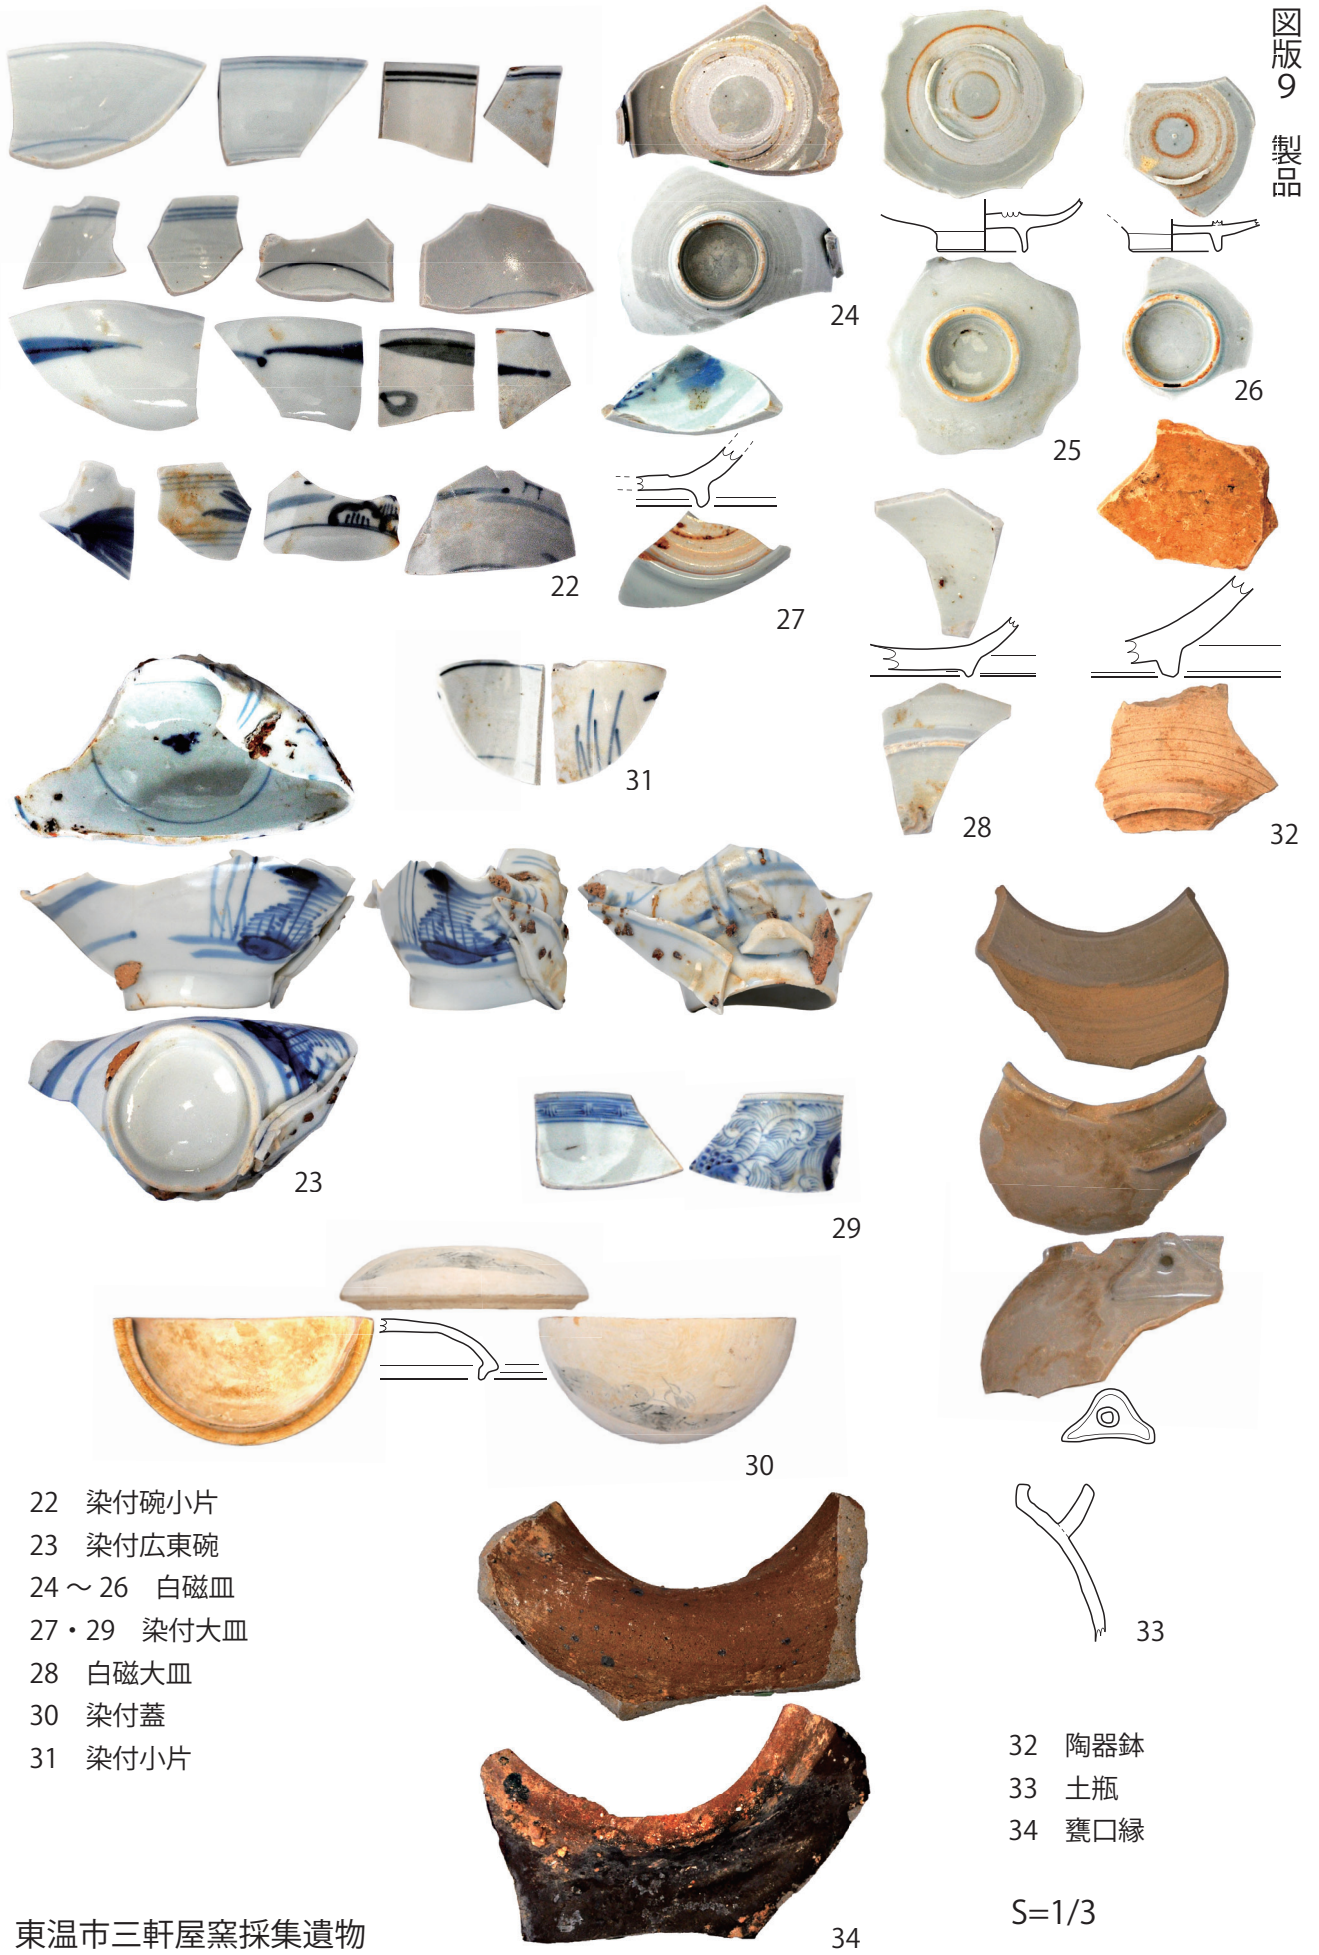 図版9 製品
24
26
25
22
27
31
28
32
23
29
30
33
34
22 染付碗小片
23 染付広東碗
24～26 白磁皿
27・29 染付大皿
28 白磁大皿
30 染付蓋
31 染付小片
32 陶器鉢
33 土瓶
34 甕口縁
S=1/3
東温市三軒屋窯採集遺物